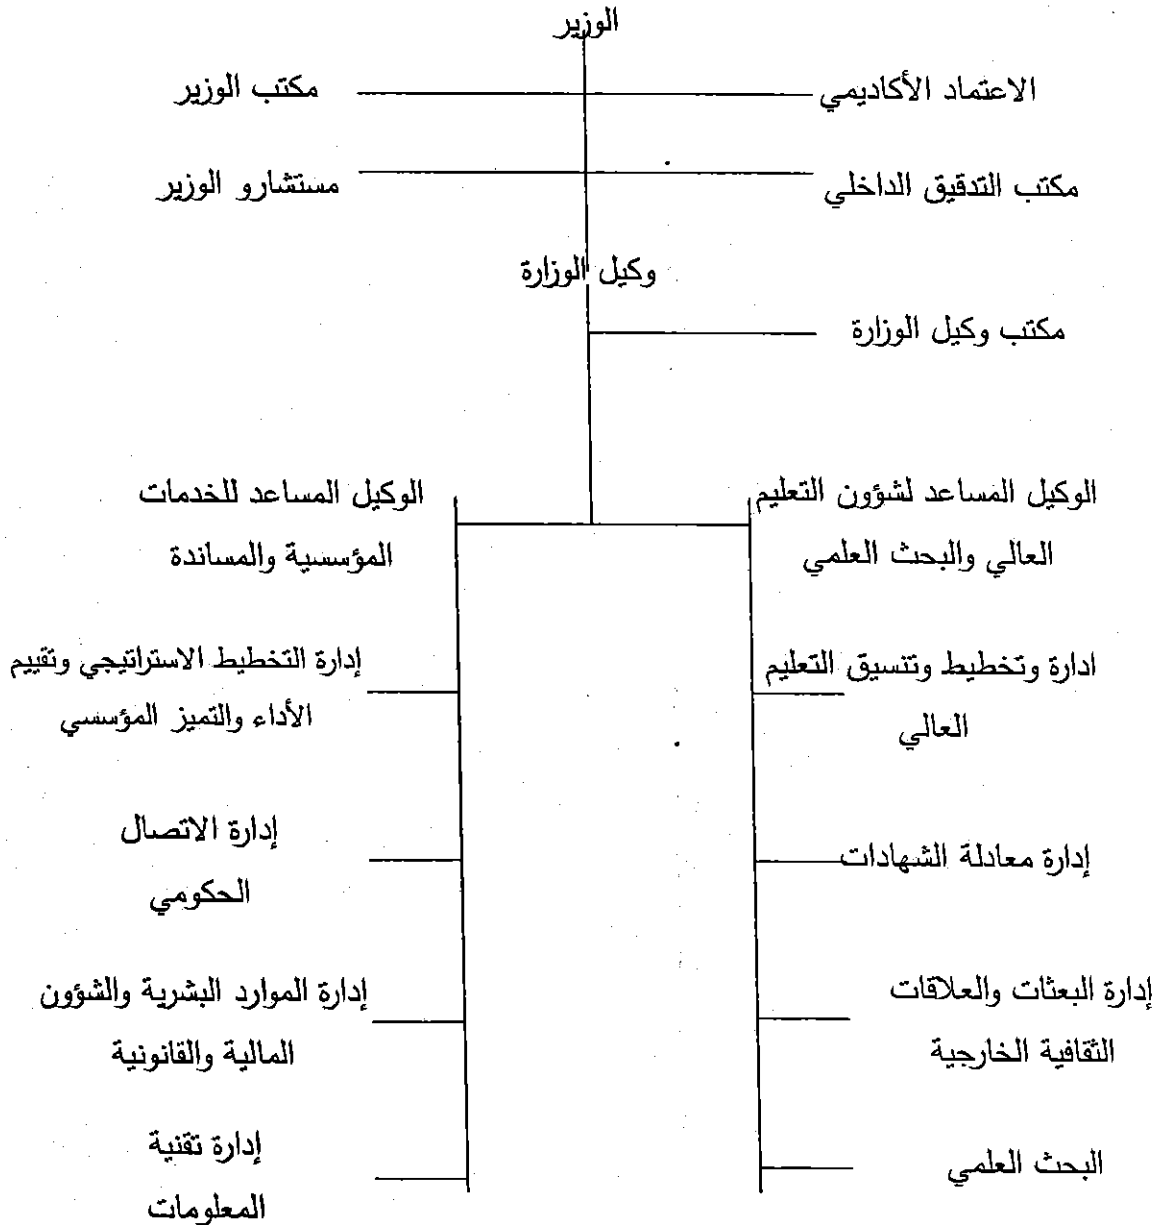 الوزير
الاعتماد الأكاديمي
مكتب الوزير
مكتب التدقيق الداخلي
مستشارو الوزير
وكيل الوزارة
مكتب وكيل الوزارة
الوكيل المساعد لشؤون التعليم
العالي والبحث العلمي
الوكيل المساعد للخدمات
المؤسسية والمساندة
ادارة وتخطيط وتنسيق التعليم
العالي
إدارة التخطيط الاستراتيجي وتقييم
الأداء والتميز المؤسسي
إدارة معادلة الشهادات
إدارة الاتصال
الحكومي
إدارة البعثات والعلاقات
الثقافية الخارجية
إدارة الموارد البشرية والشؤون
المالية والقانونية
البحث العلمي
إدارة تقنية
المعلومات